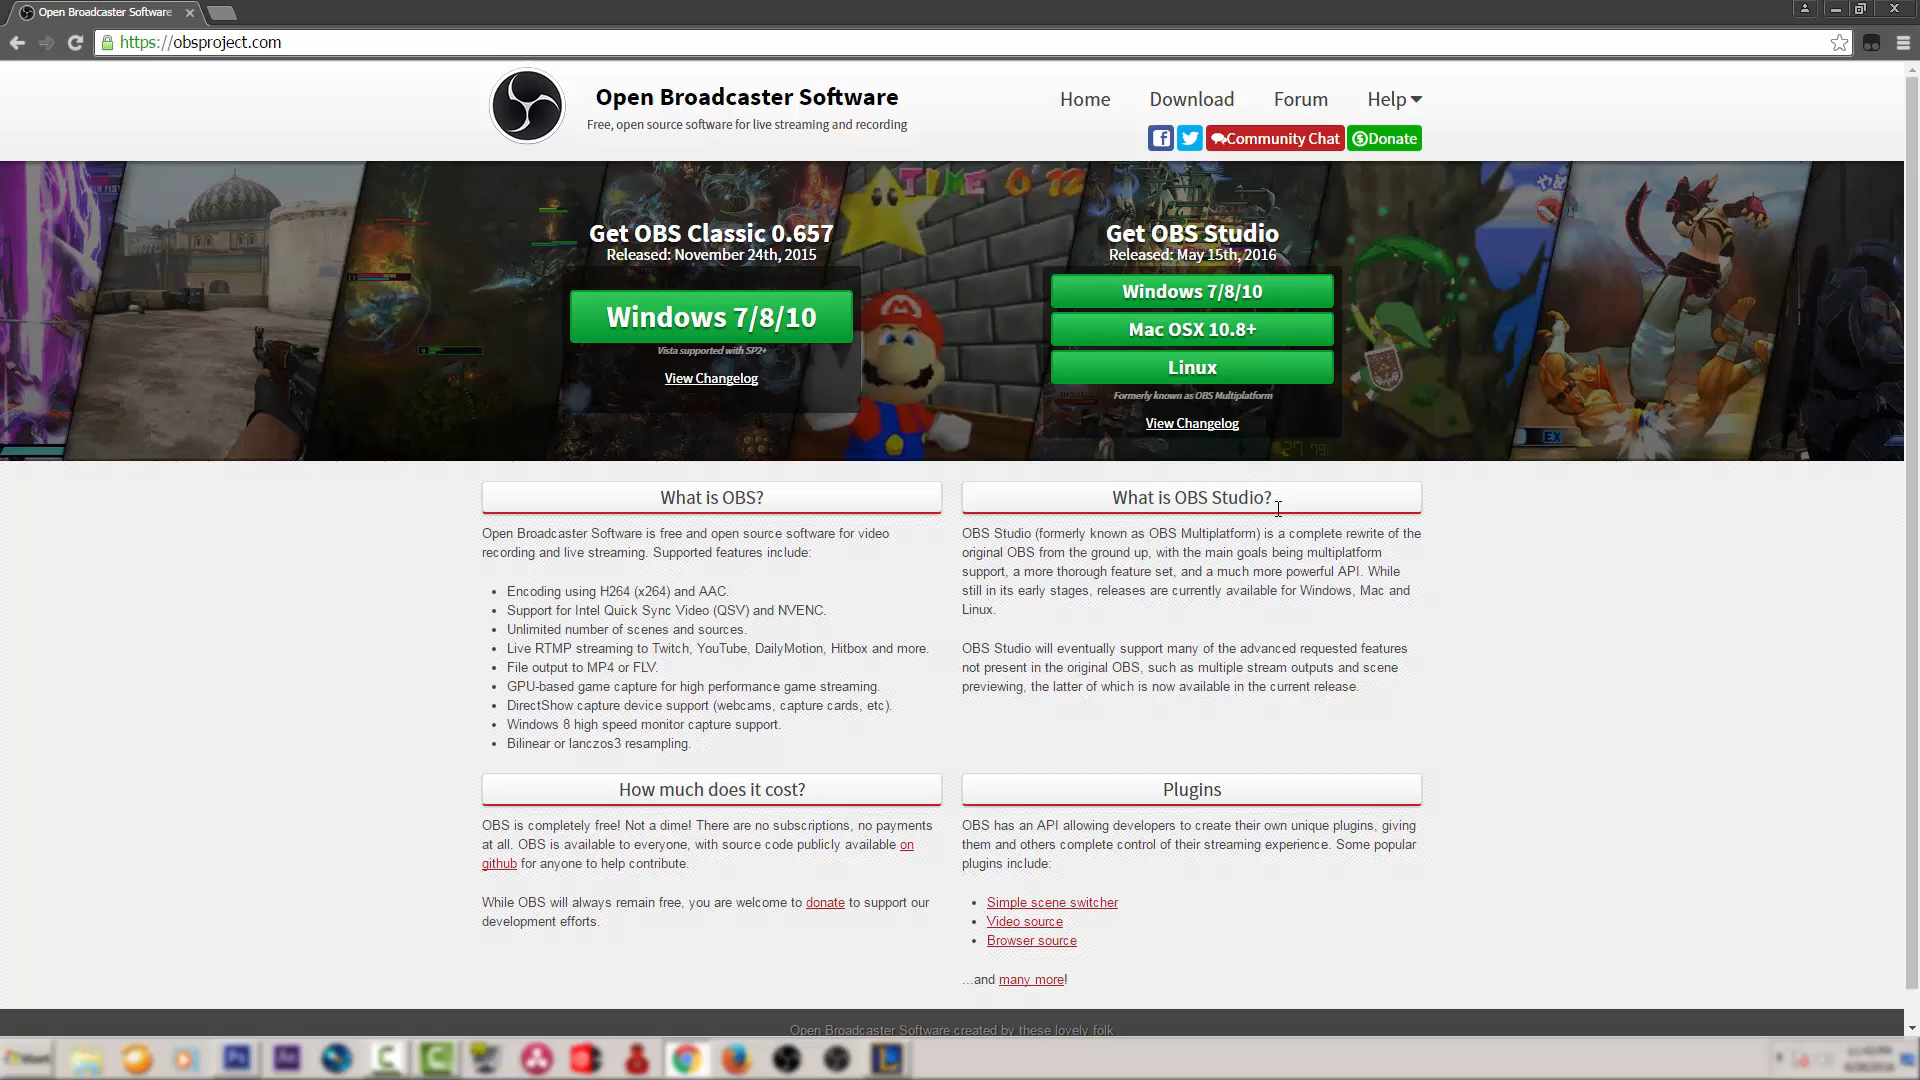 Open Broadcaster Software
https://obsproject.com
Open Broadcaster Software
Free, open source software for live streaming and recording
Home Download Forum Help
Community Chat Donate
TIME 0
Get OBS Classic 0.657
Released: November 24th, 2015
Windows 7/8/10
Vista supported with SP2+
View Changelog
Get OBS Studio
Released: May 15th, 2016
Windows 7/8/10
Mac OSX 10.8+
Linux
Formerly known as OBS Multiplatform
View Changelog
EX
What is OBS?
Open Broadcaster Software is free and open source software for video
recording and live streaming. Supported features include:
Encoding using H264 (x264) and AAC.
Support for Intel Quick Sync Video (QSV) and NVENC.
Unlimited number of scenes and sources.
Live RTMP streaming to Twitch, YouTube, DailyMotion, Hitbox and more.
File output to MP4 or FLV.
GPU-based game capture for high performance game streaming.
DirectShow capture device support (webcams, capture cards, etc).
Windows 8 high speed monitor capture support.
Bilinear or lanczos3 resampling.
What is OBS Studio?
OBS Studio (formerly known as OBS Multiplatform) is a complete rewrite of the
original OBS from the ground up, with the main goals being multiplatform
support, a more thorough feature set, and a much more powerful API. While
still in its early stages, releases are currently available for Windows, Mac and
Linux.
OBS Studio will eventually support many of the advanced requested features
not present in the original OBS, such as multiple stream outputs and scene
previewing, the latter of which is now available in the current release.
How much does it cost?
OBS is completely free! Not a dime! There are no subscriptions, no payments
at all. OBS is available to everyone, with source code publicly available on
github for anyone to help contribute.
While OBS will always remain free, you are welcome to donate to support our
development efforts.
Plugins
OBS has an API allowing developers to create their own unique plugins, giving
them and others complete control of their streaming experience. Some popular
plugins include:
Simple scene switcher
Video source
Browser source
...and many more!
Open Broadcaster Software created by these lovely folk